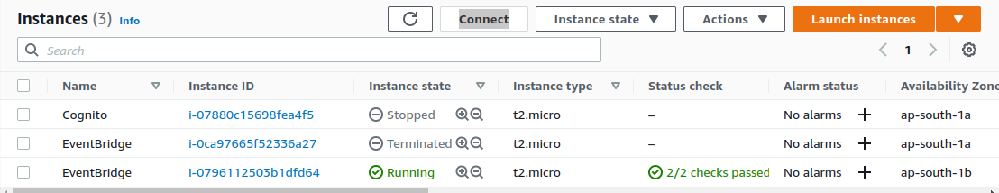 Instances (3) Info Connect Instance state Actions Launch instances
Search 1
Name Instance ID Instance state Instance type Status check Alarm status Availability Zone
Cognito i-07880c15698fea4f5 Stopped t2.micro – No alarms + ap-south-1a
EventBridge i-0ca97665f52336a27 Terminated t2.micro – No alarms + ap-south-1a
EventBridge i-0796112503b1dfd64 Running t2.micro 2/2 checks passed No alarms + ap-south-1b